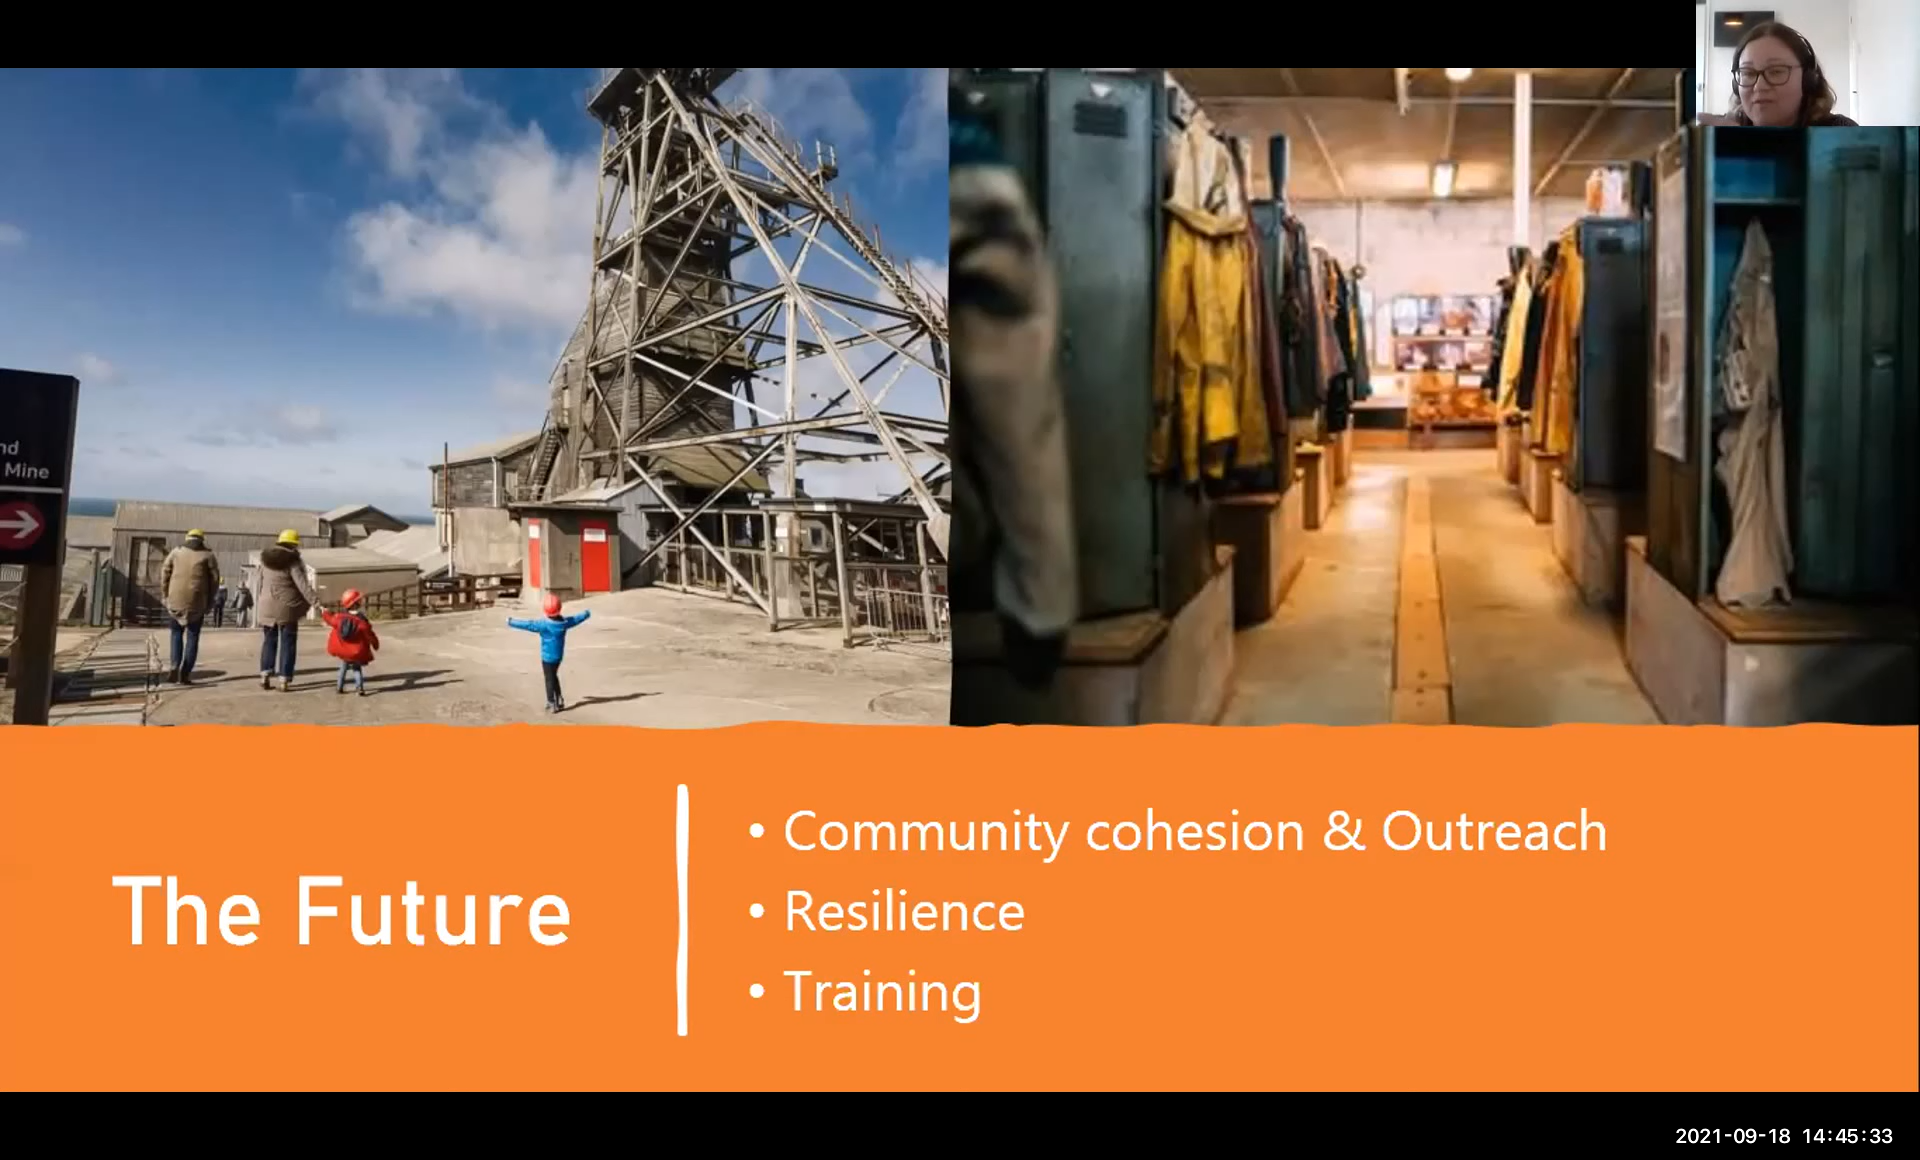 nd
Mine
The Future
• Community cohesion & Outreach
• Resilience
• Training
2021-09-18 14:45:33